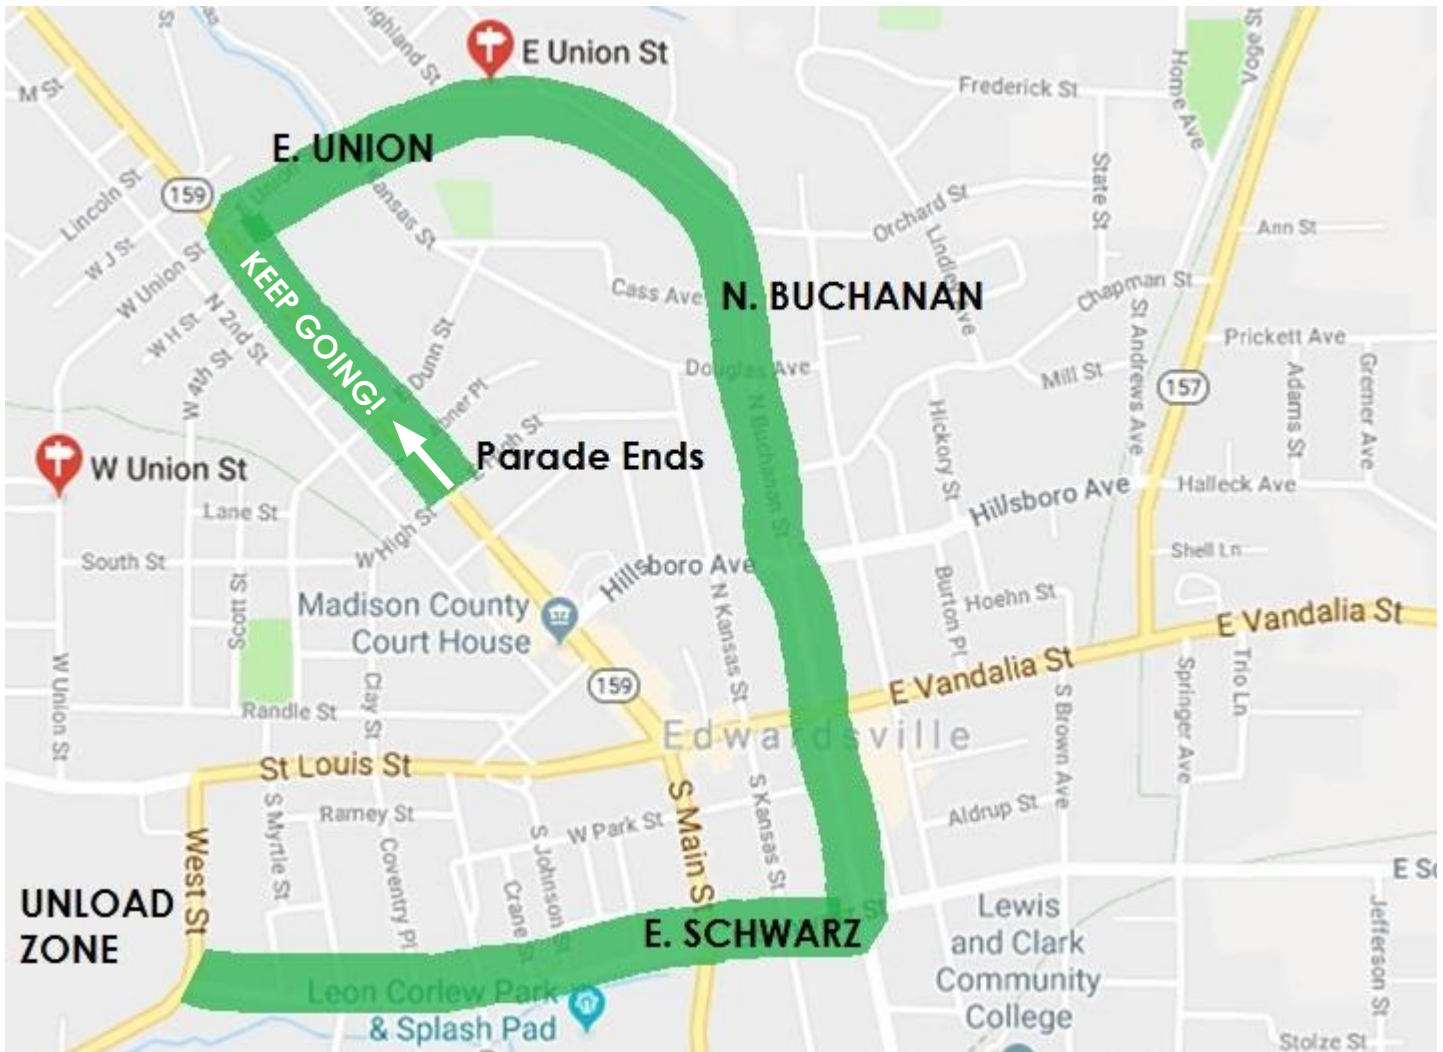 Highland St
E Union St
M St
Frederick St
Home Ave
Voge St
E. UNION
159
Lincoln St
Kansas St
W J St
W Union St
Orchard St
State St
Lindley Ave
Ann St
KEEP GOING!
N 2nd St
W H St
Cass Ave
N. BUCHANAN
Chapman St
St Andrews Ave
Prickett Ave
N Dunn St
W 4th St
Douglas Ave
Mill St
157
Adams St
Gremer Ave
Abner Pl
N Buchanan St
Hickory St
W Union St
Parade Ends
Hillsboro Ave
Halleck Ave
Lane St
W High St
South St
Shell Ln
Hillsboro Ave
Scott St
Madison County
Court House
N Kansas St
Burton Pl
Hoehn St
E Vandalia St
E Vandalia St
W Union St
159
Clay St
Randle St
Edwardsville
S Brown Ave
Springer Ave
Trio Ln
St Louis St
S Myrtle St
Ramey St
S Main St
S Kansas St
Aldrup St
W Park St
West St
Coventry Pl
Crane St
S Johnson St
UNLOAD
ZONE
E. SCHWARZ
Lewis
and Clark
Community
College
Jefferson St
Leon Corlew Park
& Splash Pad
Stolze St